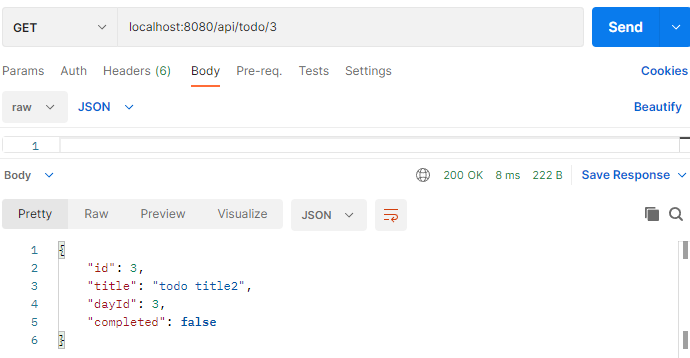 GET localhost:8080/api/todo/3 Send
Params Auth Headers (6) Body Pre-req. Tests Settings Cookies
raw JSON Beautify
1
Body 200 OK 8 ms 222 B Save Response
Pretty Raw Preview Visualize JSON
1 {
2 "id": 3,
3 "title": "todo title2",
4 "dayId": 3,
5 "completed": false
6 }